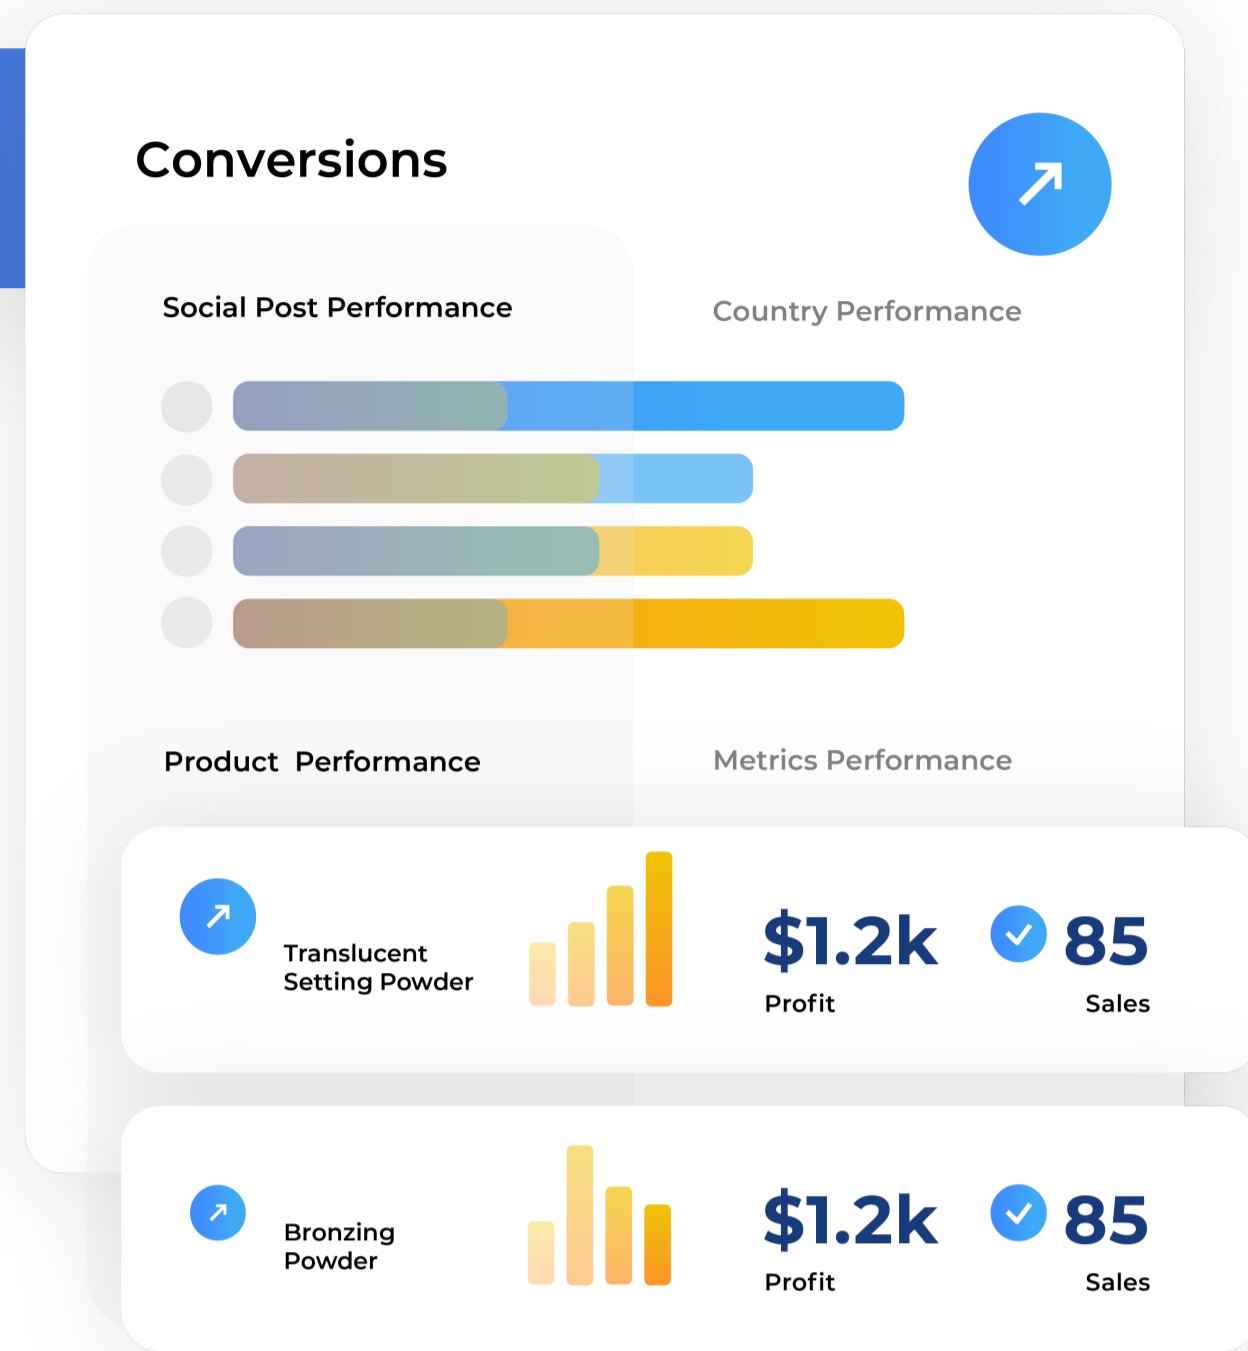 Conversions
Social Post Performance
Country Performance
Product Performance
Metrics Performance
Translucent
Setting Powder
$1.2k
Profit
85
Sales
Bronzing
Powder
$1.2k
Profit
85
Sales